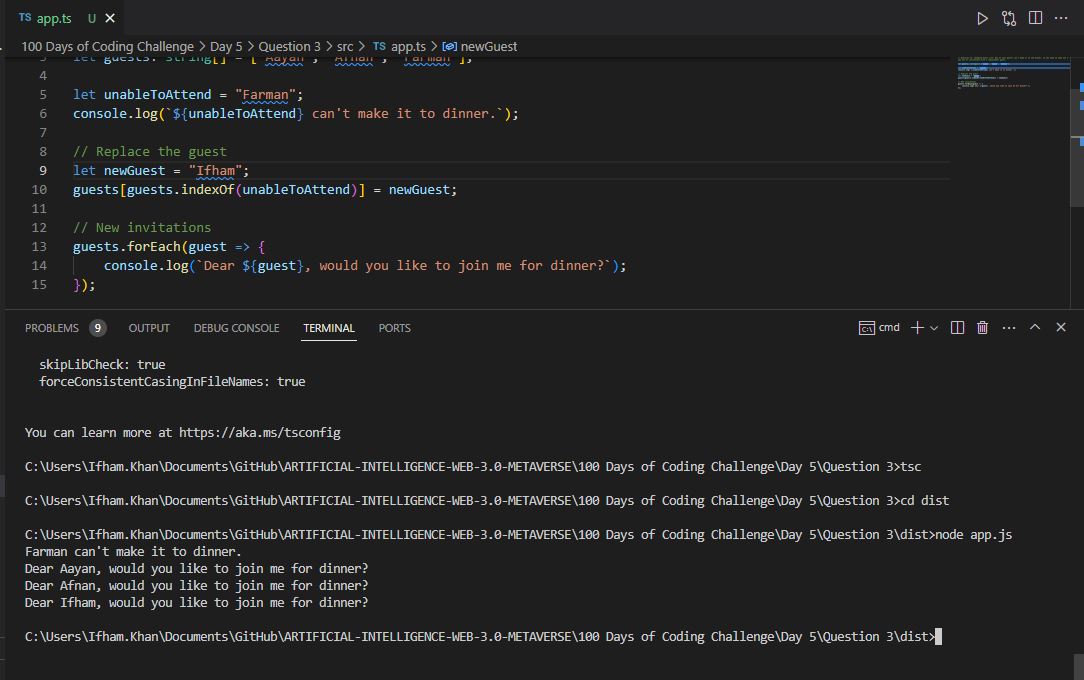 TS app.ts U
100 Days of Coding Challenge > Day 5 > Question 3 > src > TS app.ts > newGuest
3 let guests: string[] = ["Aayan", "Afnan", "Farman"];
4
5 let unableToAttend = "Farman";
6 console.log(`${unableToAttend} can't make it to dinner.`);
7
8 // Replace the guest
9 let newGuest = "Ifham";
10 guests[guests.indexOf(unableToAttend)] = newGuest;
11
12 // New invitations
13 guests.forEach(guest => {
14 console.log(`Dear ${guest}, would you like to join me for dinner?`);
15 });
PROBLEMS 9 OUTPUT DEBUG CONSOLE TERMINAL PORTS cmd
skipLibCheck: true
forceConsistentCasingInFileNames: true
You can learn more at https://aka.ms/tsconfig
C:\Users\Ifham.Khan\Documents\GitHub\ARTIFICIAL-INTELLIGENCE-WEB-3.0-METAVERSE\100 Days of Coding Challenge\Day 5\Question 3>tsc
C:\Users\Ifham.Khan\Documents\GitHub\ARTIFICIAL-INTELLIGENCE-WEB-3.0-METAVERSE\100 Days of Coding Challenge\Day 5\Question 3>cd dist
C:\Users\Ifham.Khan\Documents\GitHub\ARTIFICIAL-INTELLIGENCE-WEB-3.0-METAVERSE\100 Days of Coding Challenge\Day 5\Question 3\dist>node app.js
Farman can't make it to dinner.
Dear Aayan, would you like to join me for dinner?
Dear Afnan, would you like to join me for dinner?
Dear Ifham, would you like to join me for dinner?
C:\Users\Ifham.Khan\Documents\GitHub\ARTIFICIAL-INTELLIGENCE-WEB-3.0-METAVERSE\100 Days of Coding Challenge\Day 5\Question 3\dist>